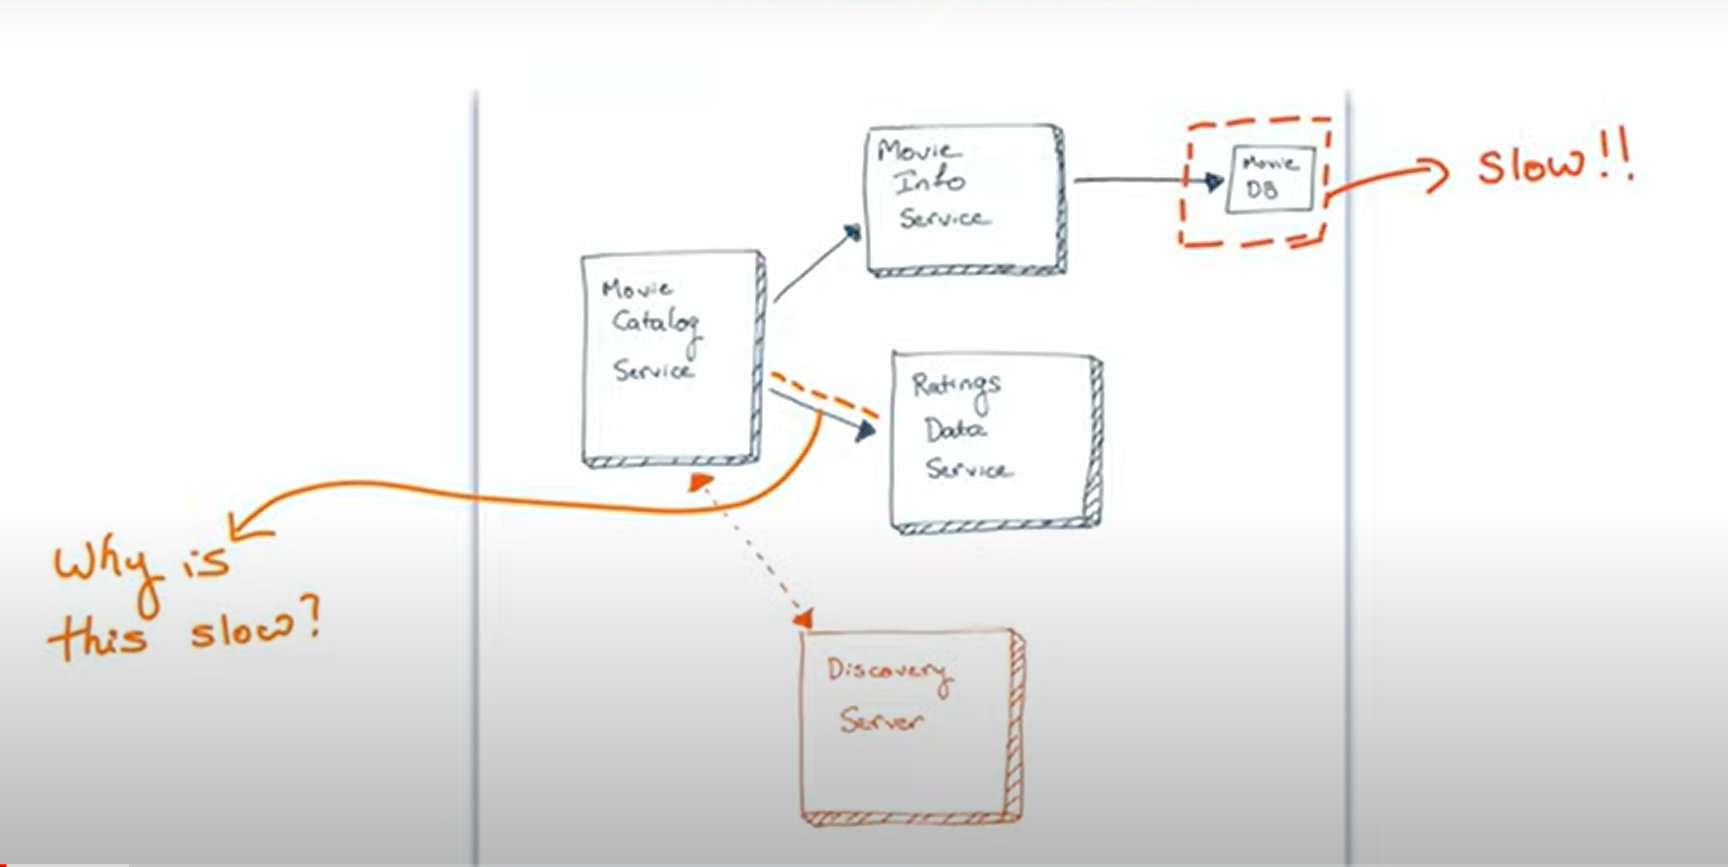 Movie
Info
Service
Movie
DB
Slow!!
Movie
Catalog
Service
Ratings
Data
Service
Why is
this slow?
Discovery
Server